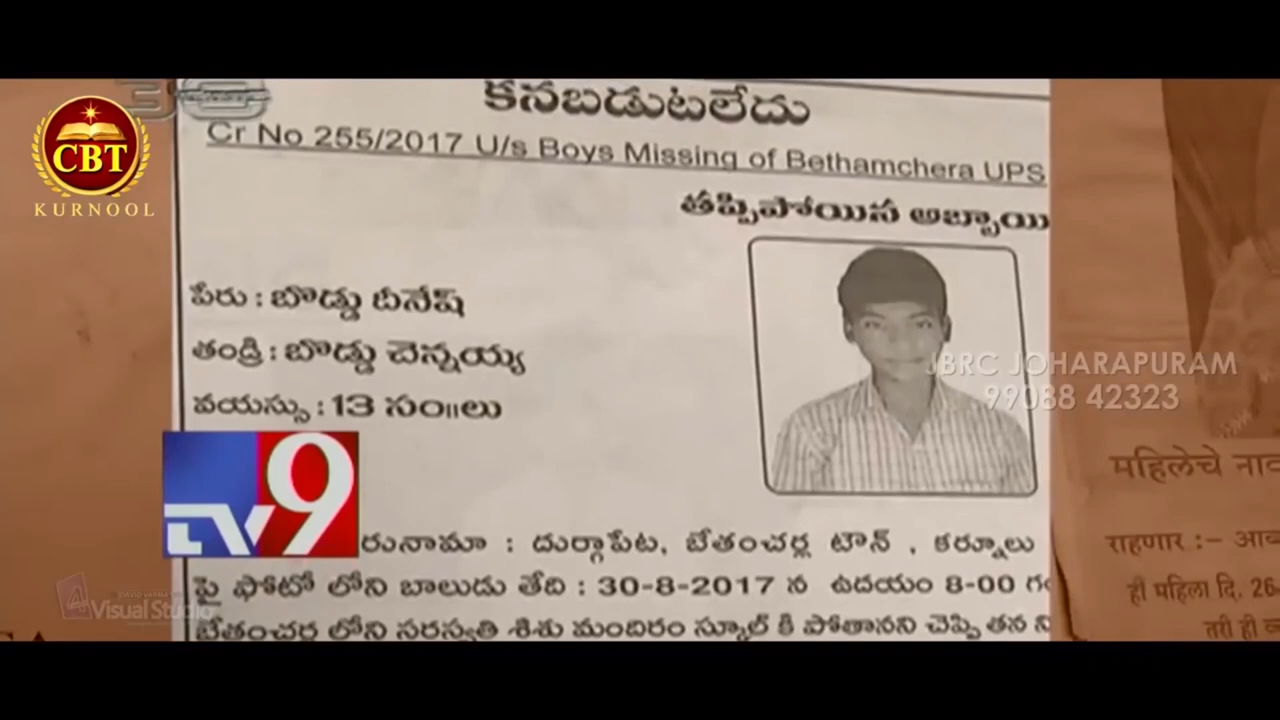 కనబడుటలేదు
Cr No 255/2017 U/s Boys Missing of Bethamchera UPS
CBT
KURNOOL
తప్పిపోయిన అబ్బాయి
పేరు : బొడ్ను దినేష్
తండ్రి : బొడ్ను చెన్నయ్య
వయస్సు : 13 సం॥లు
JBRC JOHARAPURAM
99088 42323
TV9
महिलेचे नाव
రునామా : దుర్గాపేట, బేతంచర్ల టౌన్ , కర్నూలు
राहणार :- आव
పై ఫోటో లోని బాలుడు తేది : 30-8-2017 న ఉదయం 8-00 గం
ही महिला दि. 26-
Visual Studio
బేతంచర్ల లోని సరస్వతి శిశు మందిరం స్కూల్ కి పోతానని చెప్పి తన ని
तरी ही